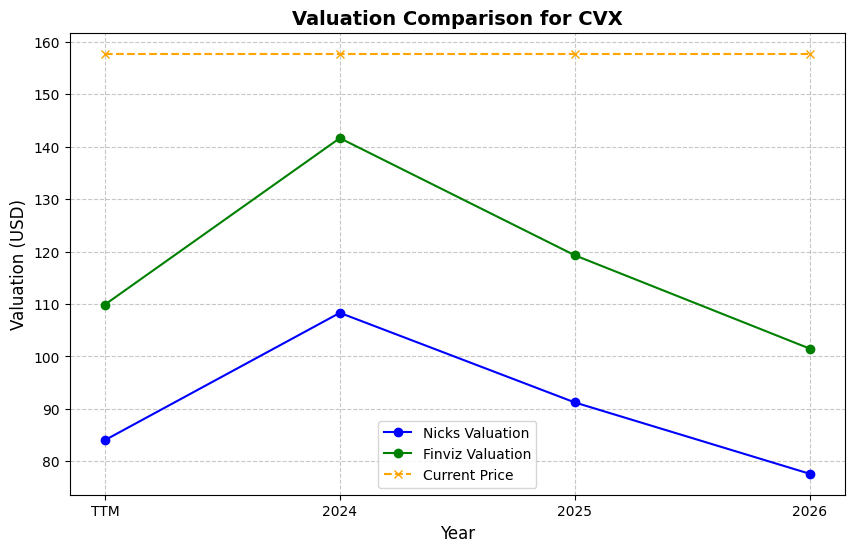 Valuation Comparison for CVX
160
150
140
130
120
110
100
90
80
Valuation (USD)
Nicks Valuation
Finviz Valuation
Current Price
TTM
2024
2025
2026
Year